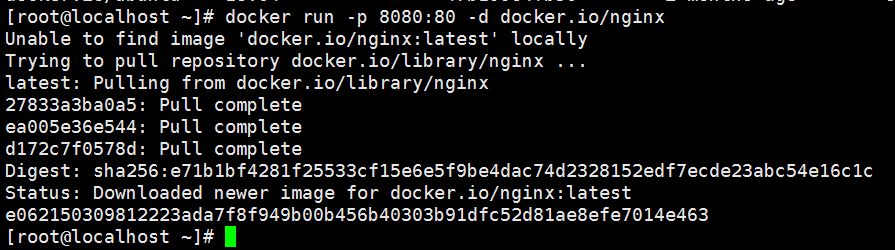 [root@localhost ~]# docker run -p 8080:80 -d docker.io/nginx
Unable to find image 'docker.io/nginx:latest' locally
Trying to pull repository docker.io/library/nginx ...
latest: Pulling from docker.io/library/nginx
27833a3ba0a5: Pull complete
ea005e36e544: Pull complete
d172c7f0578d: Pull complete
Digest: sha256:e71b1bf4281f25533cf15e6e5f9be4dac74d2328152edf7ecde23abc54e16c1c
Status: Downloaded newer image for docker.io/nginx:latest
e062150309812223ada7f8f949b00b456b40303b91dfc52d81ae8efe7014e463
[root@localhost ~]#